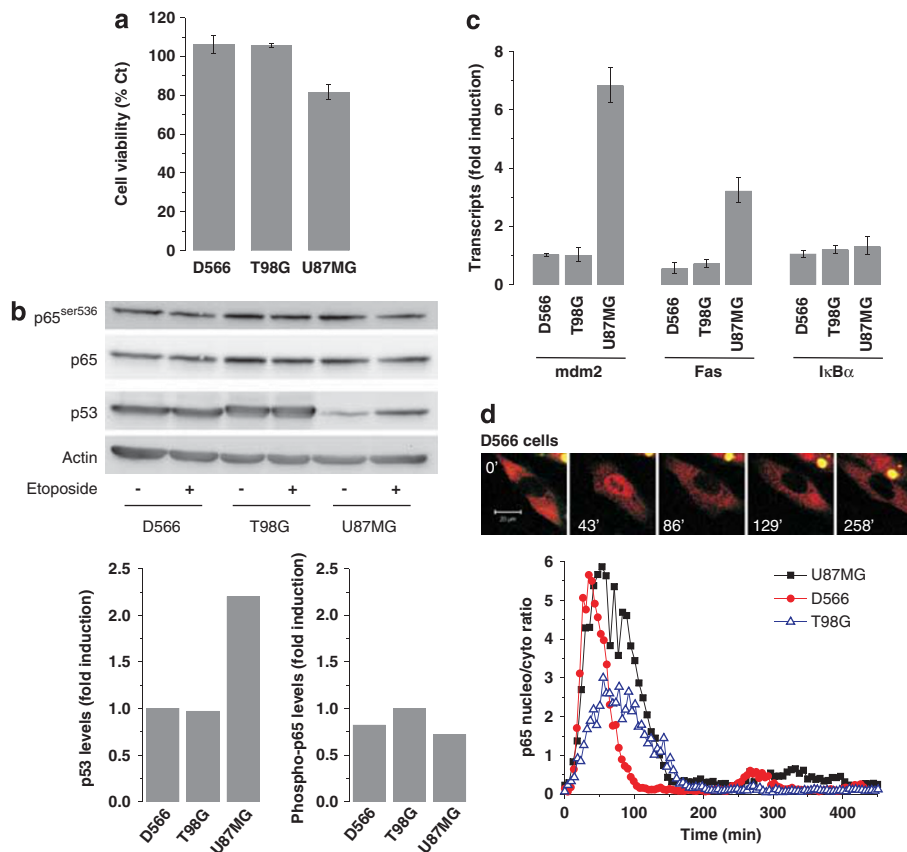 a
Cell viability (% Ct)
120
100
80
60
40
20
0
D566 T98G U87MG
b
p65ser536
p65
p53
Actin
Etoposide - + - + - +
D566 T98G U87MG
p53 levels (fold induction)
2.5
2.0
1.5
1.0
0.5
0.0
D566 T98G U87MG
Phospho-p65 levels (fold induction)
2.5
2.0
1.5
1.0
0.5
0.0
D566 T98G U87MG
c
Transcripts (fold induction)
8
6
4
2
0
D566 T98G U87MG D566 T98G U87MG D566 T98G U87MG
mdm2 Fas IκBα
d
D566 cells
0' 43' 86' 129' 258'
20 μm
p65 nucleo/cyto ratio
6
5
4
3
2
1
0
U87MG
D566
T98G
0 100 200 300 400
Time (min)